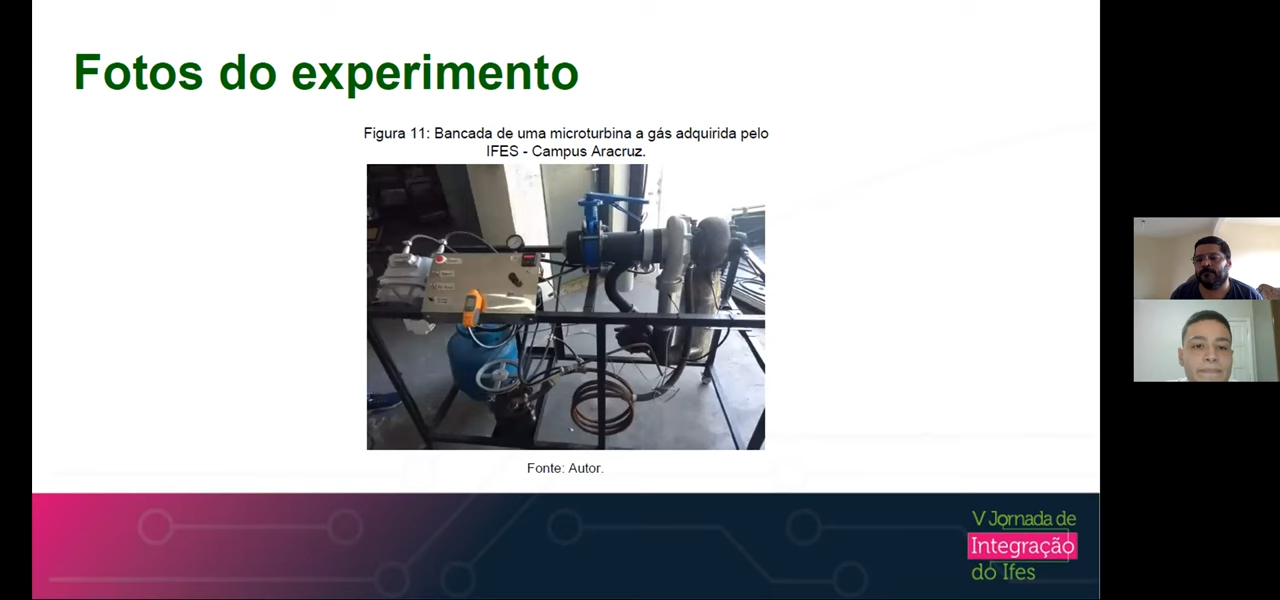 Fotos do experimento
Figura 11: Bancada de uma microturbina a gás adquirida pelo
IFES - Campus Aracruz.
Fonte: Autor.
V Jornada de
Integração
do Ifes